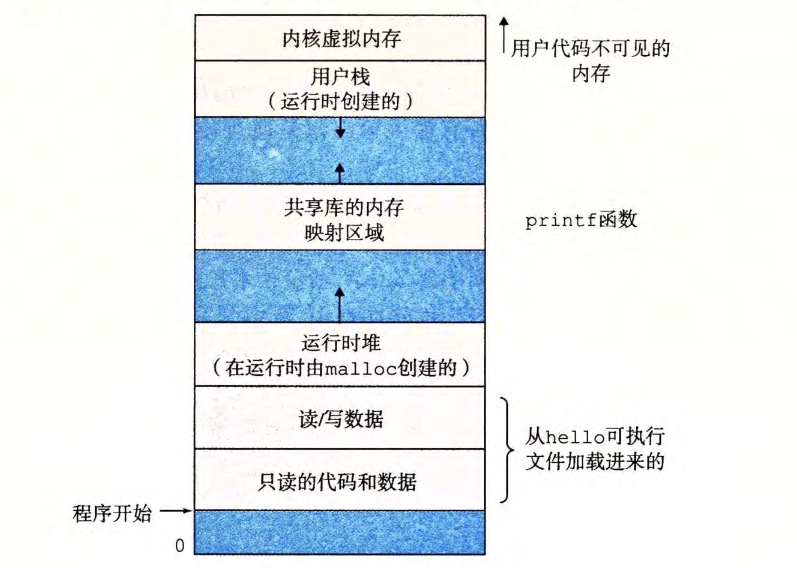 内核虚拟内存
用户代码不可见的
内存
用户栈
（运行时创建的）
共享库的内存
映射区域
printf函数
运行时堆
（在运行时由malloc创建的）
读/写数据
从hello可执行
文件加载进来的
只读的代码和数据
程序开始
0